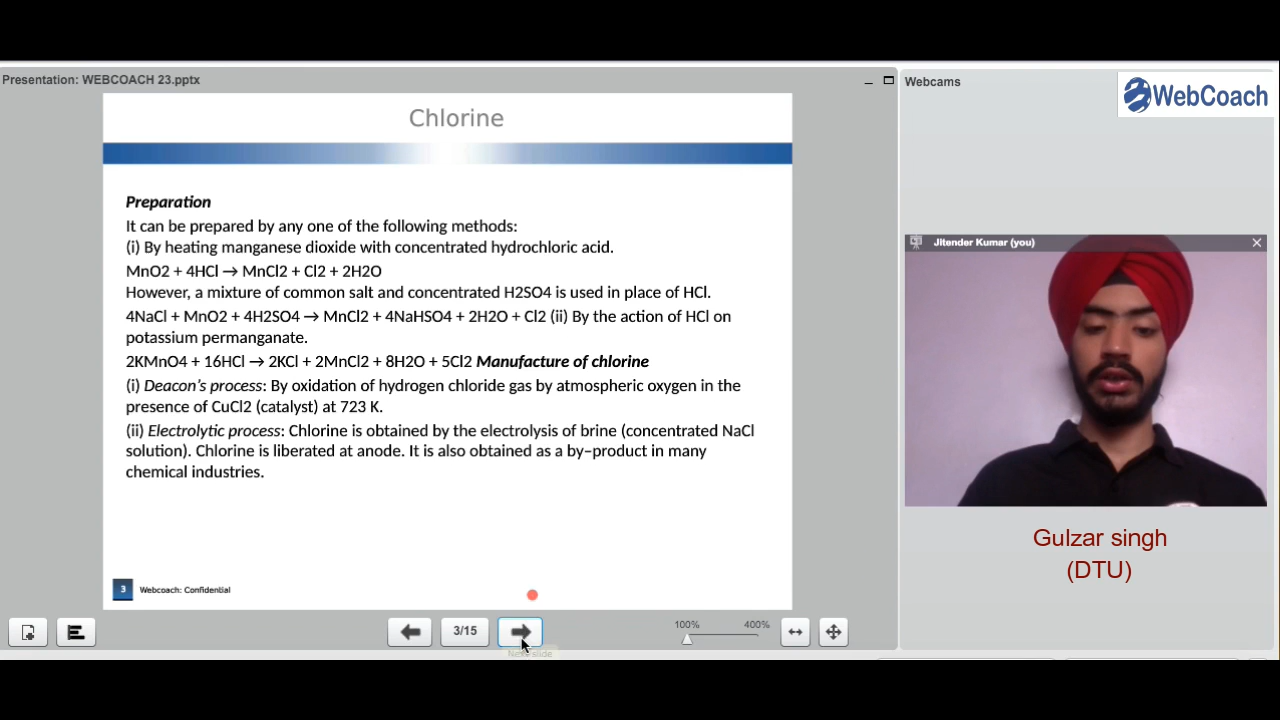 Presentation: WEBCOACH 23.pptx
Webcams
WebCoach
Chlorine
Preparation
It can be prepared by any one of the following methods:
(i) By heating manganese dioxide with concentrated hydrochloric acid.
MnO2 + 4HCl → MnCl2 + Cl2 + 2H2O
However, a mixture of common salt and concentrated H2SO4 is used in place of HCl.
4NaCl + MnO2 + 4H2SO4 → MnCl2 + 4NaHSO4 + 2H2O + Cl2 (ii) By the action of HCl on
potassium permanganate.
2KMnO4 + 16HCl → 2KCl + 2MnCl2 + 8H2O + 5Cl2 Manufacture of chlorine
(i) Deacon's process: By oxidation of hydrogen chloride gas by atmospheric oxygen in the
presence of CuCl2 (catalyst) at 723 K.
(ii) Electrolytic process: Chlorine is obtained by the electrolysis of brine (concentrated NaCl
solution). Chlorine is liberated at anode. It is also obtained as a by–product in many
chemical industries.
3 Webcoach: Confidential
3/15
Next slide
100% 400%
Jitender Kumar (you)
Gulzar singh
(DTU)